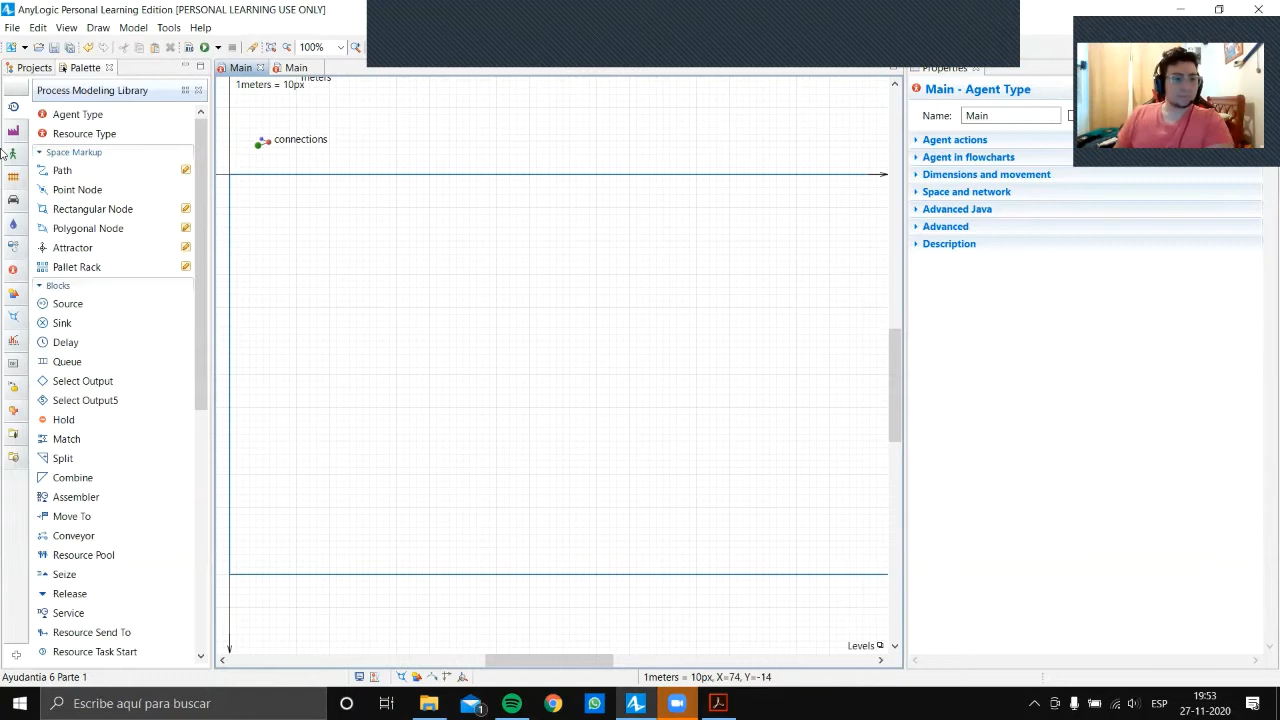 AnyLogic Personal Learning Edition [PERSONAL LEARNING USE ONLY]
File Edit View Draw Model Tools Help
100%
Projects Palette Main Main Properties
Process Modeling Library
Agent Type
Resource Type
Space Markup
Path
Point Node
Rectangular Node
Polygonal Node
Attractor
Pallet Rack
Blocks
Source
Sink
Delay
Queue
Select Output
Select Output5
Hold
Match
Split
Combine
Assembler
Move To
Conveyor
Resource Pool
Seize
Release
Service
Resource Send To
Resource Task Start
meters
1meters = 10px
connections
Levels
Main - Agent Type
Name: Main
Agent actions
Agent in flowcharts
Dimensions and movement
Space and network
Advanced Java
Advanced
Description
Ayudantía 6 Parte 1
1meters = 10px, X=74, Y=-14
Escribe aquí para buscar
1
ESP
19:53
27-11-2020